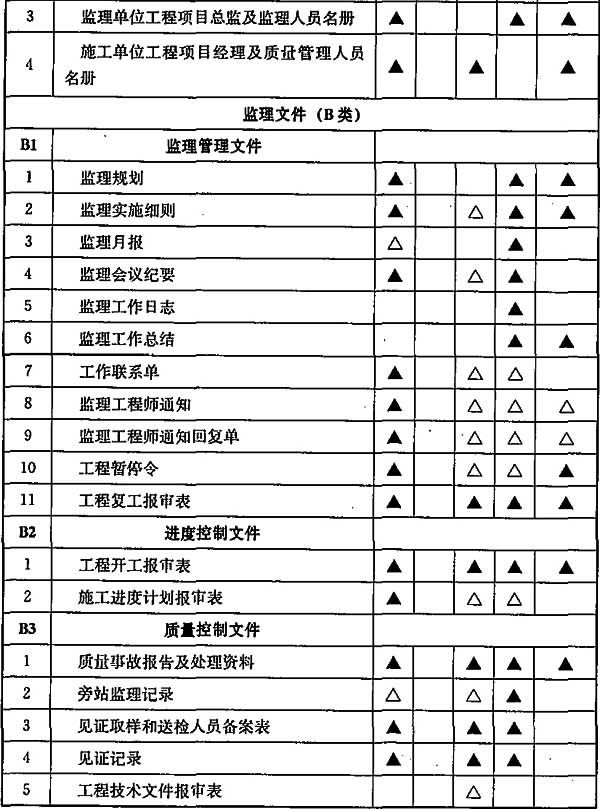 3 监理单位工程项目总监及监理人员名册 ▲ ▲ ▲
4 施工单位工程项目经理及质量管理人员
名册 ▲ ▲ ▲
监理文件（B类）
B1 监理管理文件
1 监理规划 ▲ ▲ ▲
2 监理实施细则 ▲ △ ▲ ▲
3 监理月报 △ ▲
4 监理会议纪要 ▲ △ ▲
5 监理工作日志 ▲
6 监理工作总结 ▲ ▲
7 工作联系单 ▲ △ △
8 监理工程师通知 ▲ △ △ △
9 监理工程师通知回复单 ▲ △ △ △
10 工程暂停令 ▲ △ △ ▲
11 工程复工报审表 ▲ ▲ ▲ ▲
B2 进度控制文件
1 工程开工报审表 ▲ ▲ ▲ ▲
2 施工进度计划报审表 ▲ △ △
B3 质量控制文件
1 质量事故报告及处理资料 ▲ ▲ ▲ ▲
2 旁站监理记录 △ △ ▲
3 见证取样和送检人员备案表 ▲ ▲ ▲
4 见证记录 ▲ ▲ ▲
5 工程技术文件报审表 △